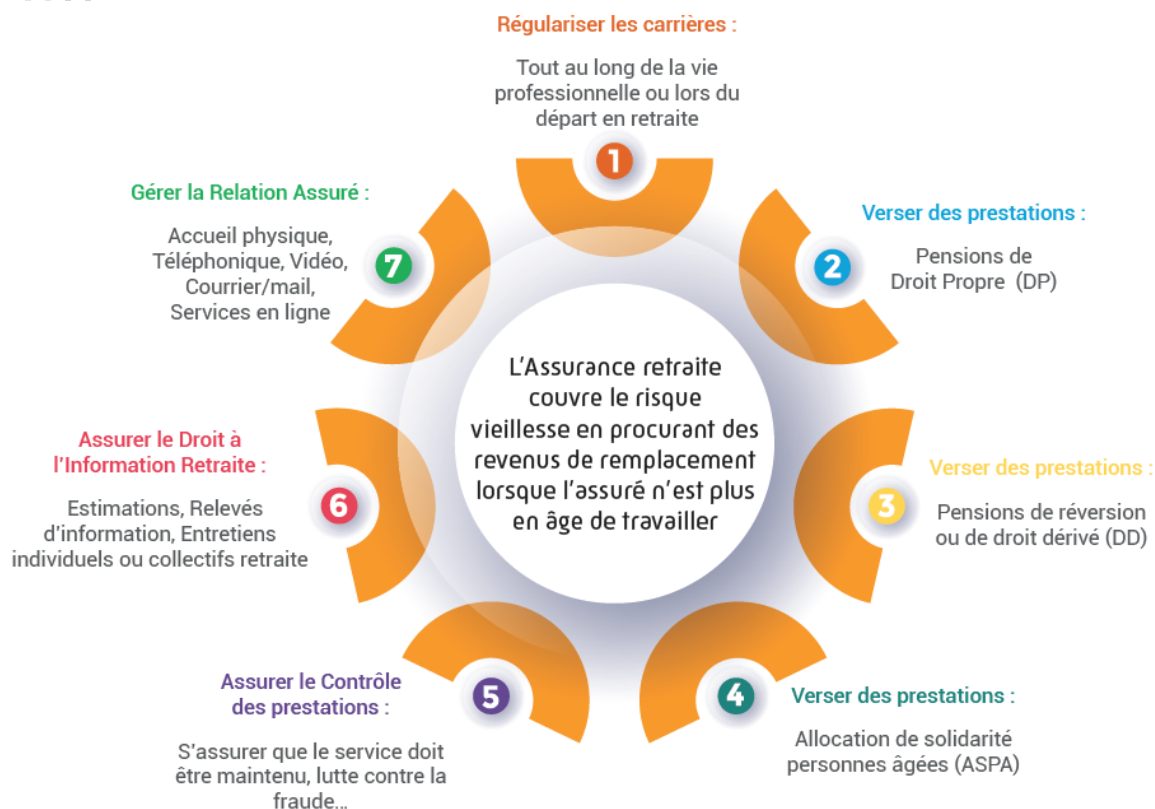 Régulariser les carrières :
Tout au long de la vie
professionnelle ou lors du
départ en retraite
1
Verser des prestations :
Pensions de
Droit Propre (DP)
2
Verser des prestations :
Pensions de réversion
ou de droit dérivé (DD)
3
Verser des prestations :
Allocation de solidarité
personnes âgées (ASPA)
4
Assurer le Contrôle
des prestations :
S'assurer que le service doit
être maintenu, lutte contre la
fraude...
5
Assurer le Droit à
l'Information Retraite :
Estimations, Relevés
d'information, Entretiens
individuels ou collectifs retraite
6
Gérer la Relation Assuré :
Accueil physique,
Téléphonique, Vidéo,
Courrier/mail,
Services en ligne
7
L'Assurance retraite
couvre le risque
vieillesse en procurant des
revenus de remplacement
lorsque l'assuré n'est plus
en âge de travailler